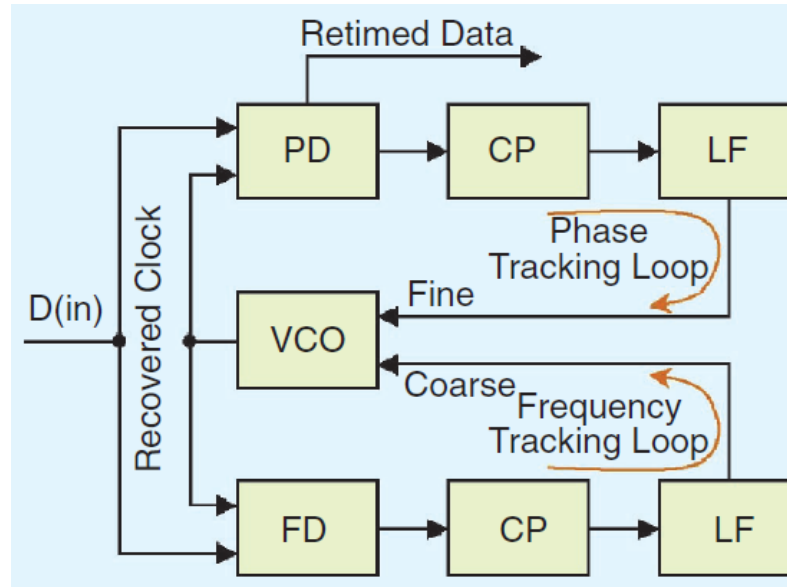 Retimed Data
PD
CP
LF
Phase
Tracking Loop
Recovered Clock
D(in)
Fine
VCO
Coarse
Frequency
Tracking Loop
FD
CP
LF